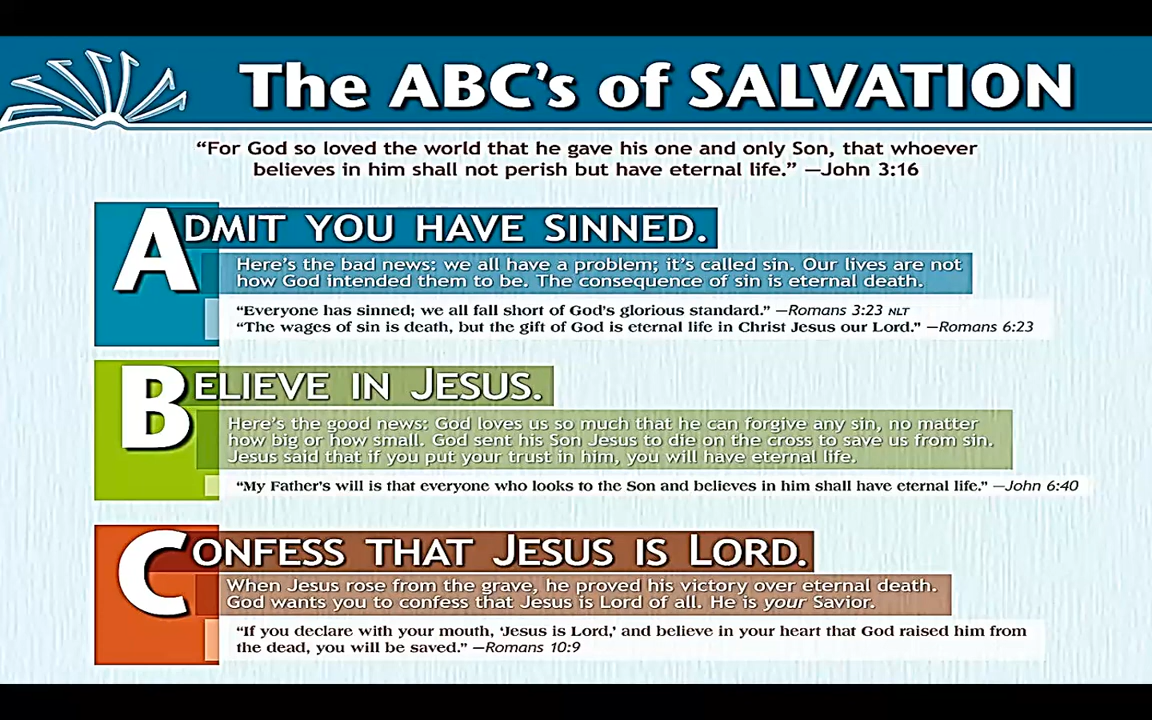 The ABC's of SALVATION
“For God so loved the world that he gave his one and only Son, that whoever
believes in him shall not perish but have eternal life.” —John 3:16
ADMIT YOU HAVE SINNED.
Here's the bad news: we all have a problem; it's called sin. Our lives are not
how God intended them to be. The consequence of sin is eternal death.
“Everyone has sinned; we all fall short of God's glorious standard.” —Romans 3:23 NLT
“The wages of sin is death, but the gift of God is eternal life in Christ Jesus our Lord.” —Romans 6:23
BELIEVE IN JESUS.
Here's the good news: God loves us so much that he can forgive any sin, no matter
how big or how small. God sent his Son Jesus to die on the cross to save us from sin.
Jesus said that if you put your trust in him, you will have eternal life.
“My Father's will is that everyone who looks to the Son and believes in him shall have eternal life.” —John 6:40
CONFESS THAT JESUS IS LORD.
When Jesus rose from the grave, he proved his victory over eternal death.
God wants you to confess that Jesus is Lord of all. He is your Savior.
“If you declare with your mouth, ‘Jesus is Lord,’ and believe in your heart that God raised him from
the dead, you will be saved.” —Romans 10:9